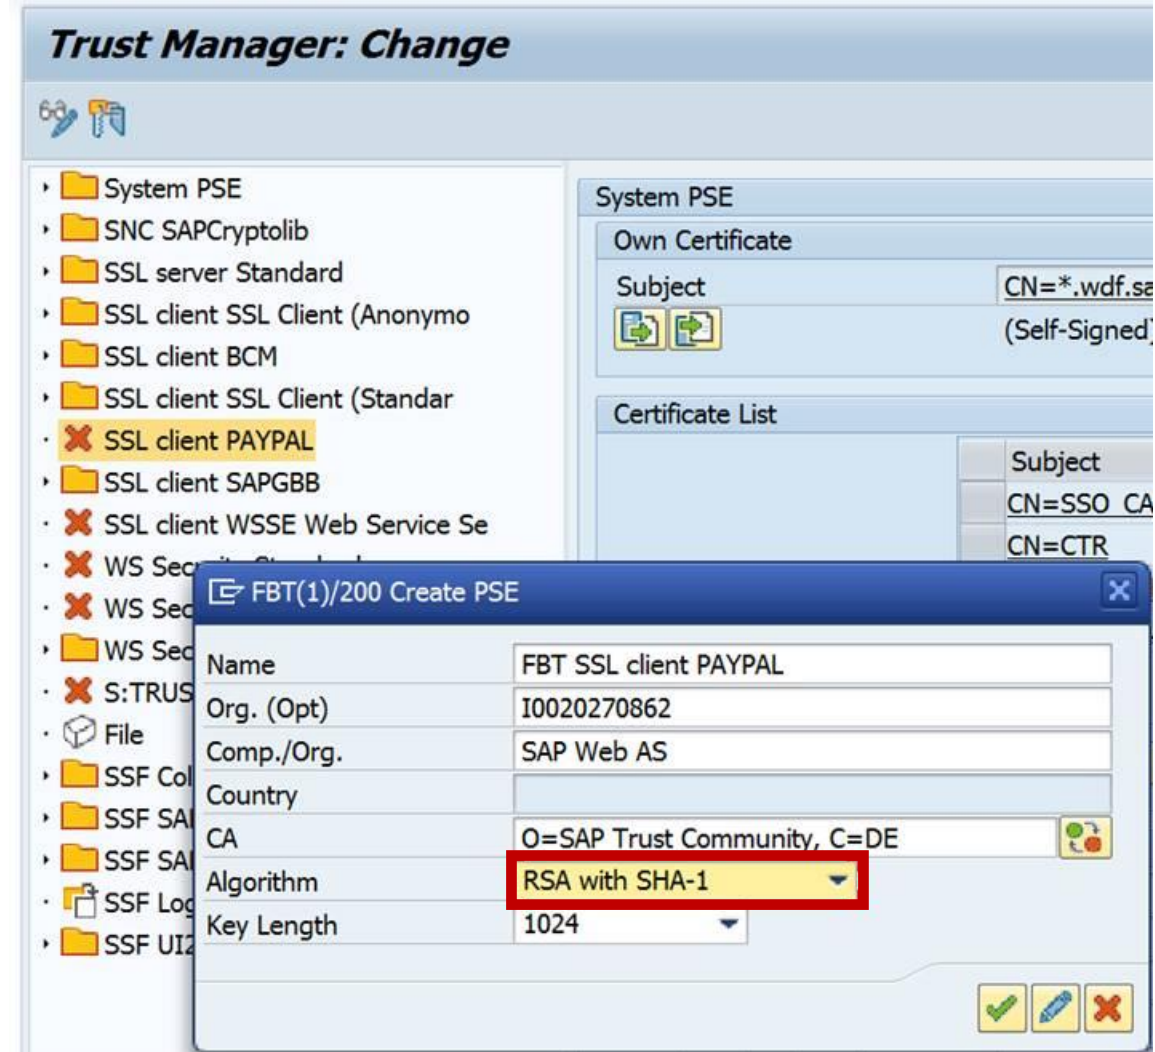 Trust Manager: Change
System PSE
SNC SAPCryptolib
SSL server Standard
SSL client SSL Client (Anonymo
SSL client BCM
SSL client SSL Client (Standar
SSL client PAYPAL
SSL client SAPGBB
SSL client WSSE Web Service Se
WS Security Standard
WS Sec
WS Sec
S:TRUS
File
SSF Col
SSF SA
SSF SA
SSF Log
SSF UI2
System PSE
Own Certificate
Subject CN=*.wdf.sa
(Self-Signed)
Certificate List
Subject
CN=SSO_CA
CN=CTR
FBT(1)/200 Create PSE
Name FBT SSL client PAYPAL
Org. (Opt) I0020270862
Comp./Org. SAP Web AS
Country
CA O=SAP Trust Community, C=DE
Algorithm RSA with SHA-1
Key Length 1024